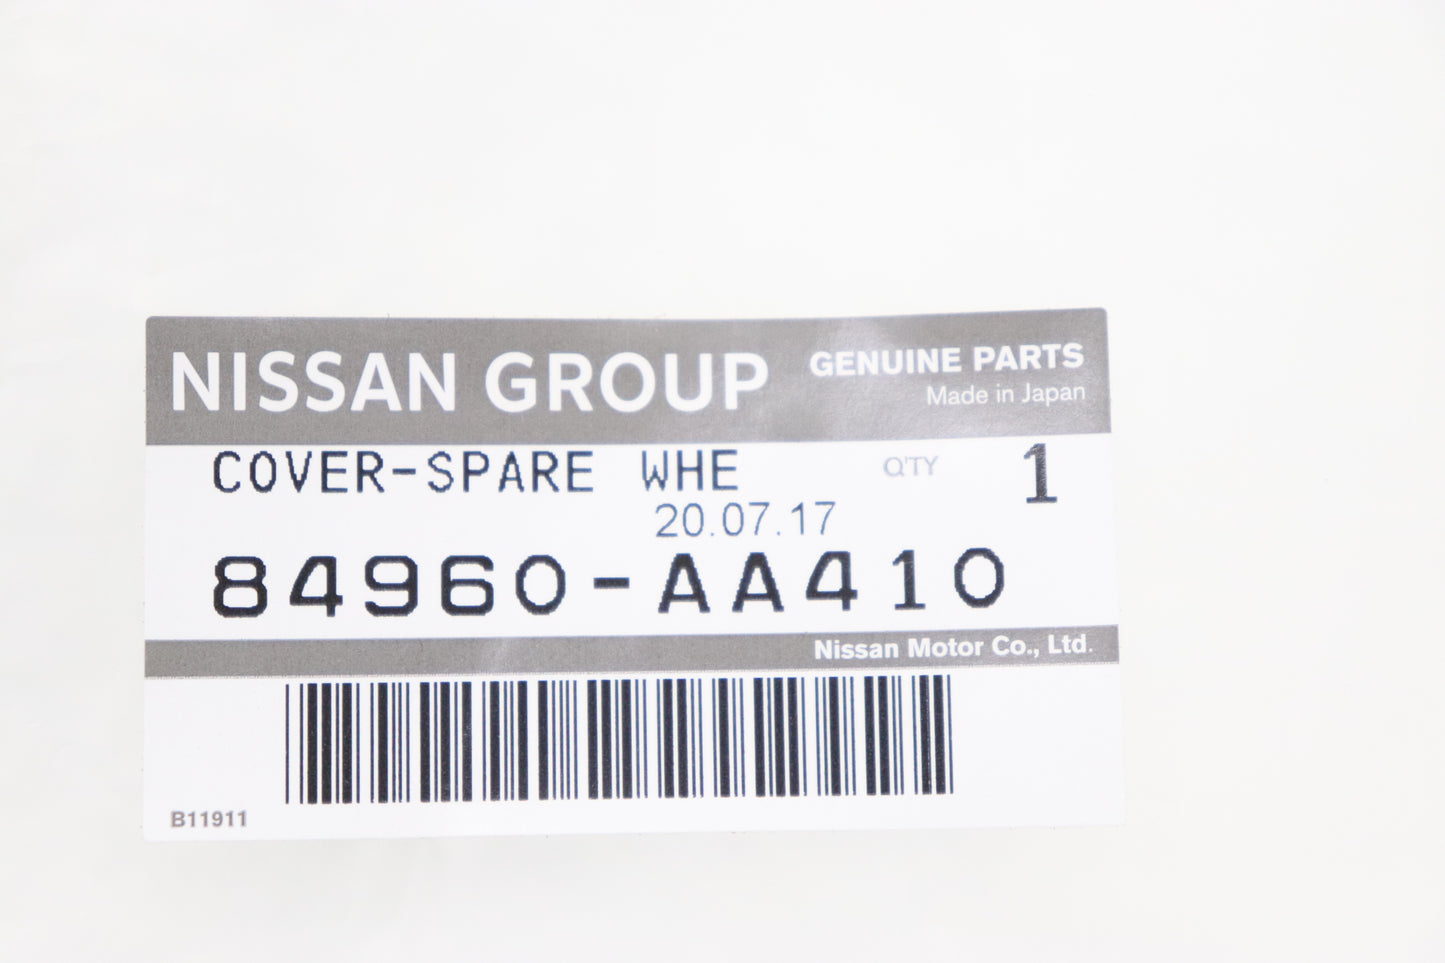 NISSAN GROUP
GENUINE PARTS
Made in Japan
COVER-SPARE WHE
Q'TY 1
20.07.17
84960-AA410
Nissan Motor Co., Ltd.
B11911